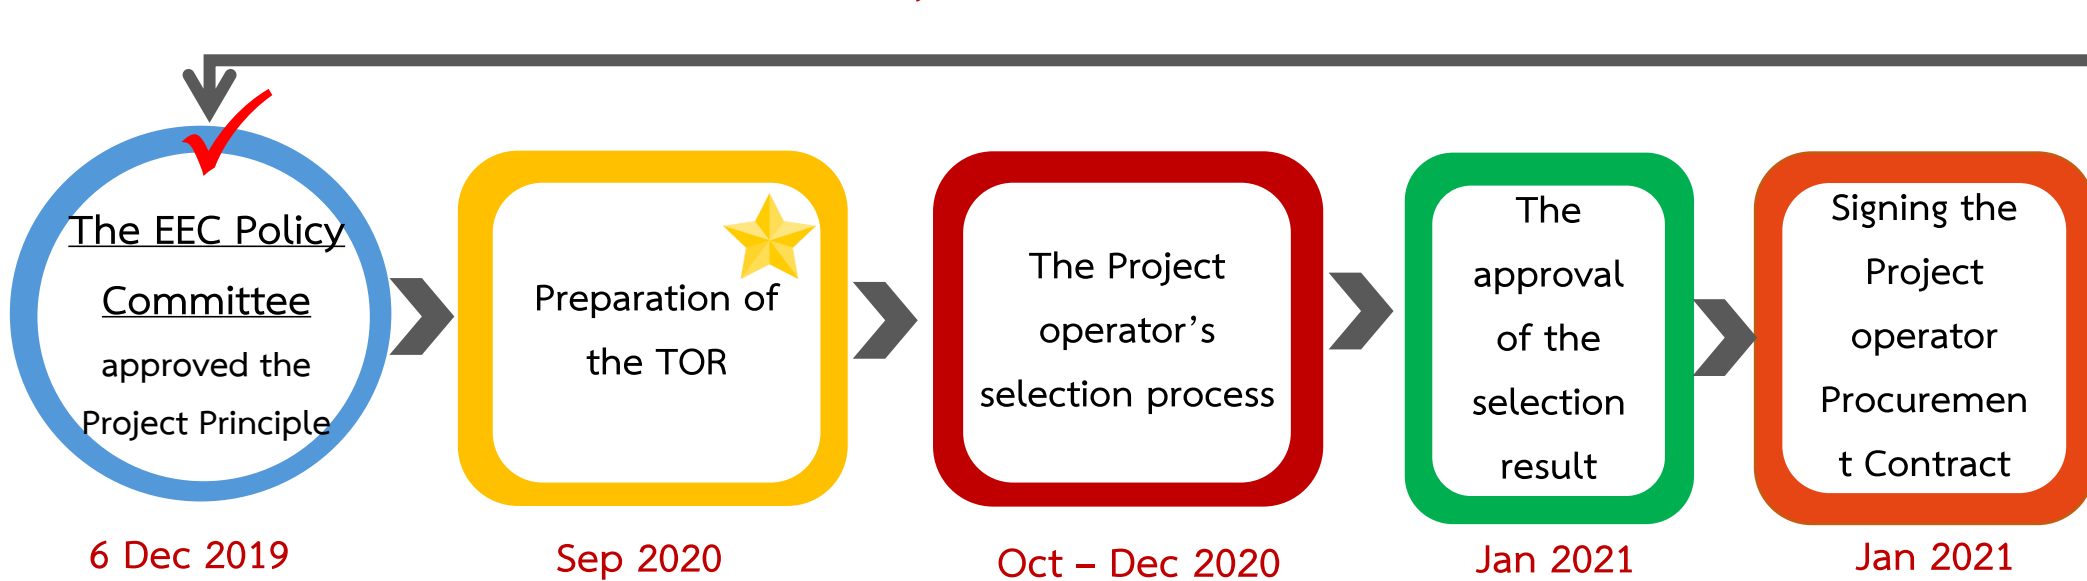 The EEC Policy
Committee
approved the
Project Principle
6 Dec 2019
Preparation of
the TOR
Sep 2020
The Project
operator’s
selection process
Oct – Dec 2020
The
approval
of the
selection
result
Jan 2021
Signing the
Project
operator
Procuremen
t Contract
Jan 2021